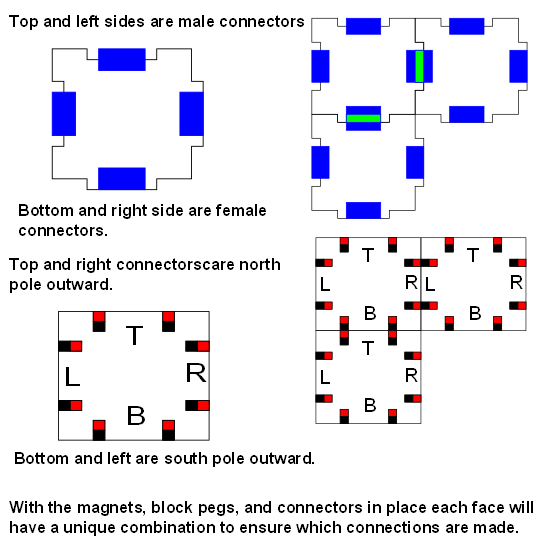 Top and left sides are male connectors
Bottom and right side are female
connectors.
Top and right connectorscare north
pole outward.
T
L
R
B
T
L
R
B
T
L
R
B
T
L
R
B
Bottom and left are south pole outward.
With the magnets, block pegs, and connectors in place each face will
have a unique combination to ensure which connections are made.